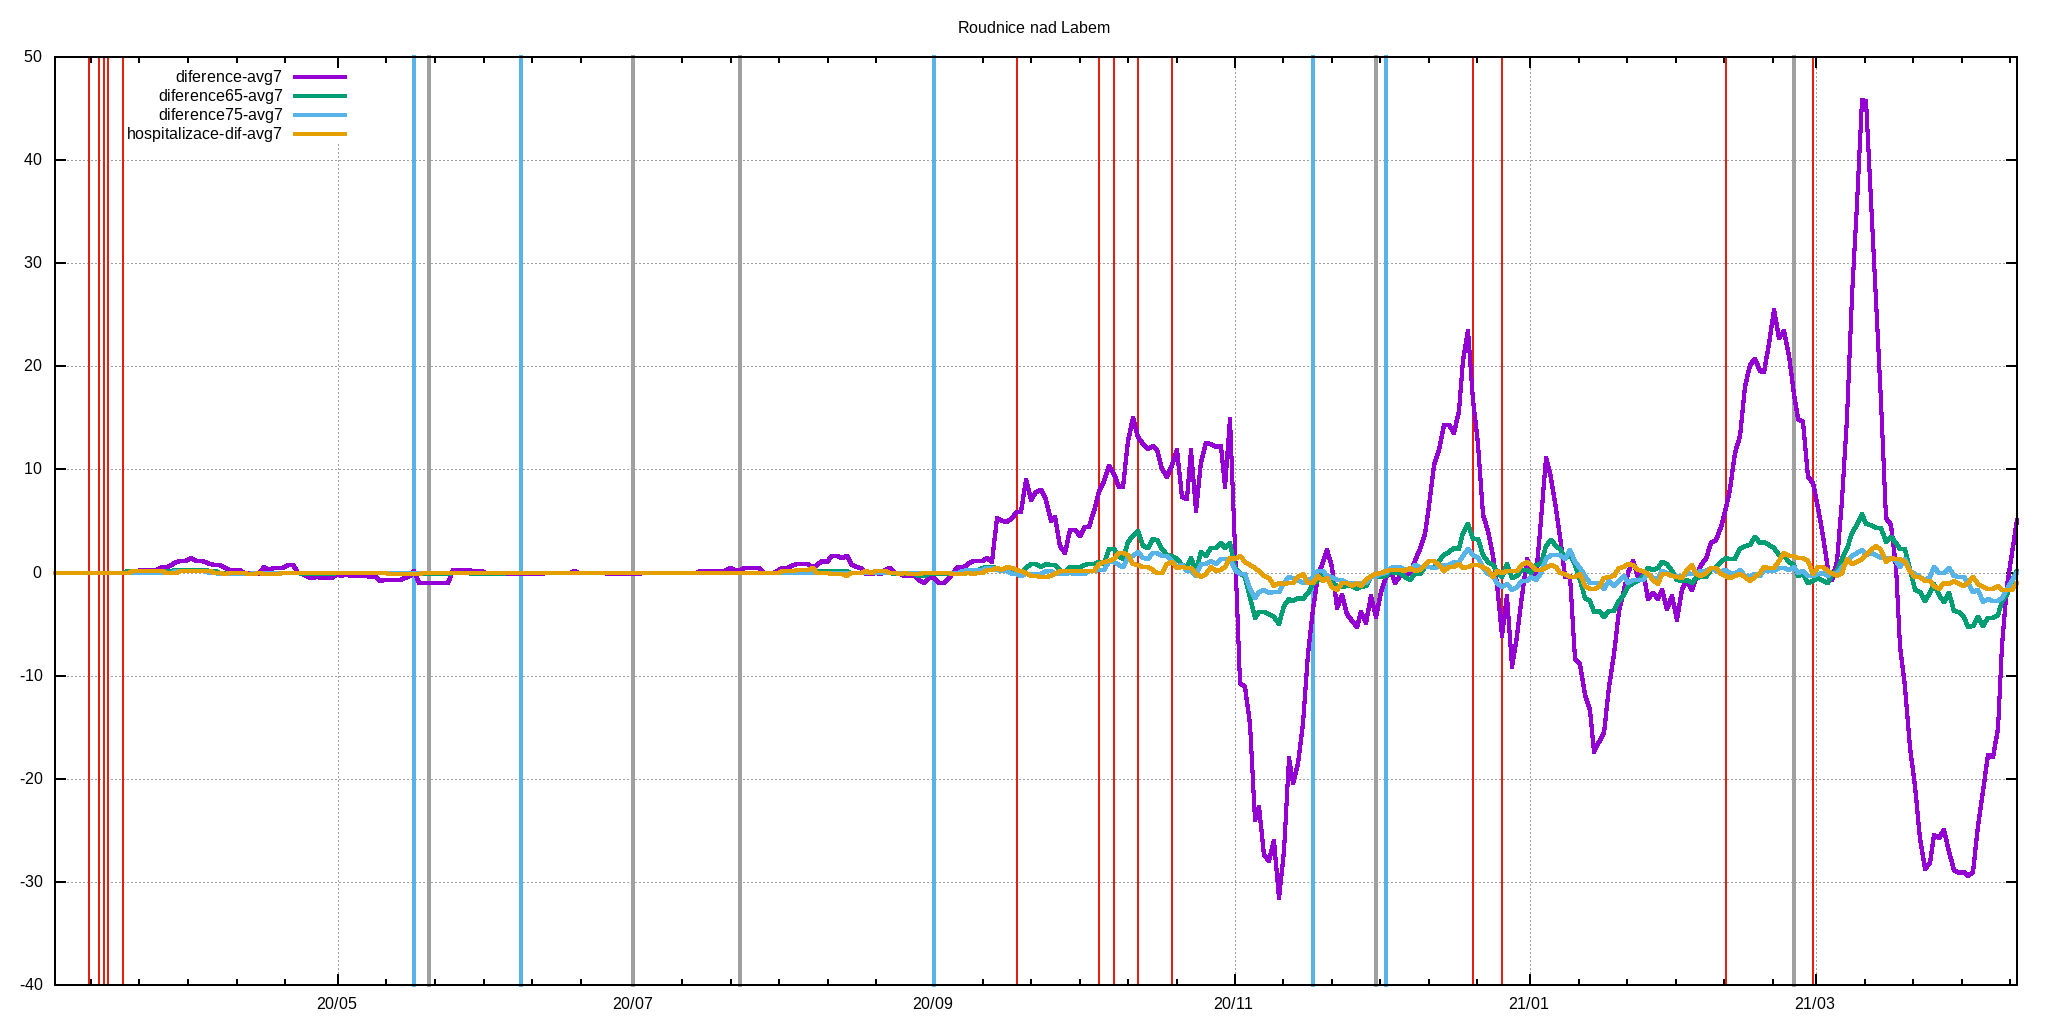 Roudnice nad Labem
50
diference-avg7
diference65-avg7
diference75-avg7
hospitalizace-dif-avg7
40
30
20
10
0
-10
-20
-30
-40
20/05 20/07 20/09 20/11 21/01 21/03